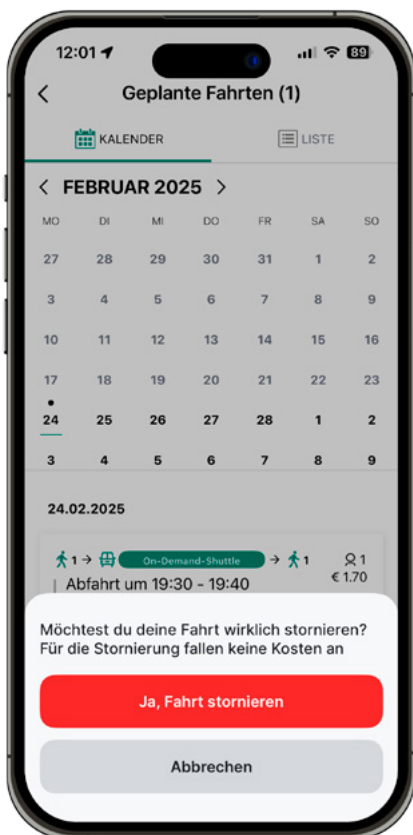 12:01 89
Geplante Fahrten (1)
KALENDER LISTE
< FEBRUAR 2025 >
MO DI MI DO FR SA SO
27 28 29 30 31 1 2
3 4 5 6 7 8 9
10 11 12 13 14 15 16
17 18 19 20 21 22 23
24 25 26 27 28 1 2
3 4 5 6 7 8 9
24.02.2025
1 → On-Demand-Shuttle → 1 1
€ 1.70
Abfahrt um 19:30 - 19:40
Möchtest du deine Fahrt wirklich stornieren?
Für die Stornierung fallen keine Kosten an
Ja, Fahrt stornieren
Abbrechen